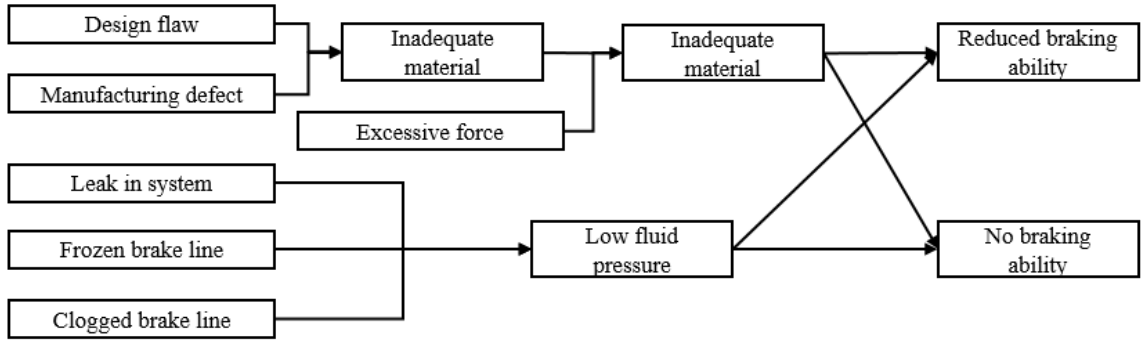 Design flaw
Manufacturing defect
Inadequate
material
Excessive force
Inadequate
material
Reduced braking
ability
Leak in system
Frozen brake line
Clogged brake line
Low fluid
pressure
No braking
ability